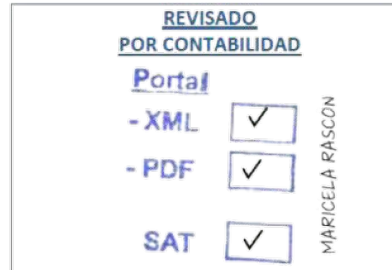 REVISADO
POR CONTABILIDAD
Portal
- XML ✓
- PDF ✓
SAT ✓
MARICELA RASCON